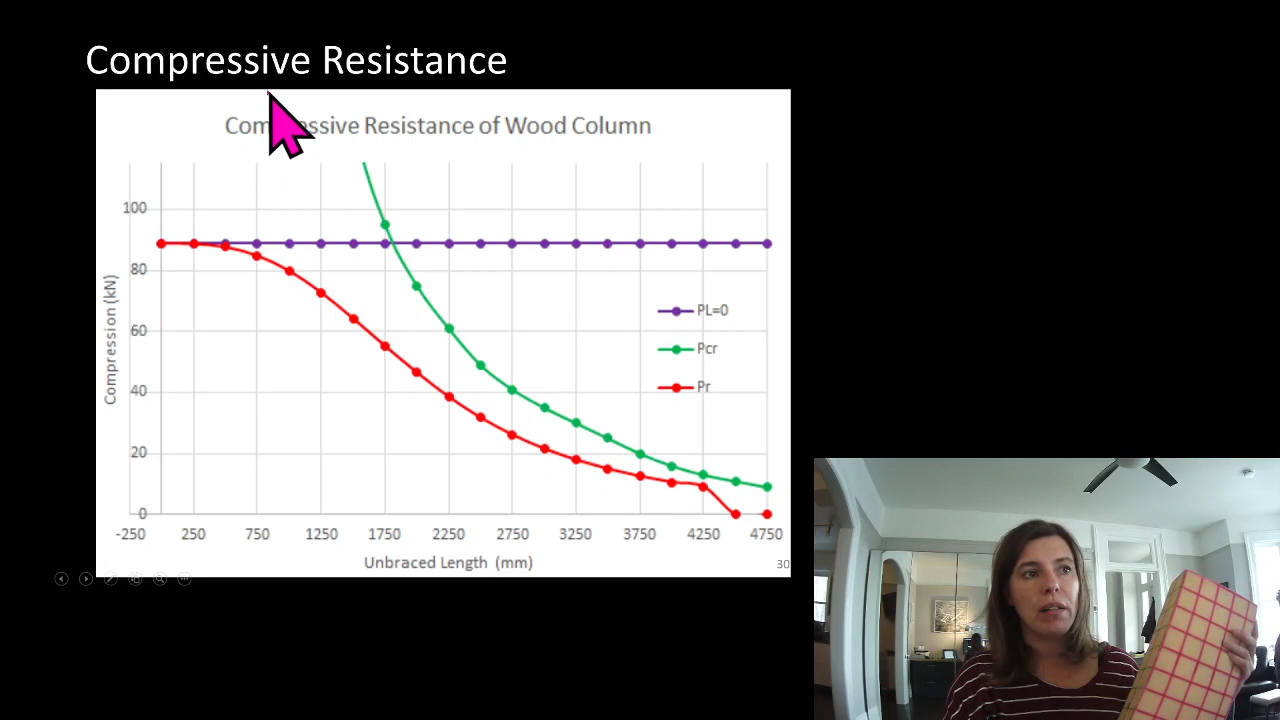 Compressive Resistance
Com essive Resistance of Wood Column
100
80
60
40
20
0
Compression (kN)
PL=0
Pcr
Pr
-250 250 750 1250 1750 2250 2750 3250 3750 4250 4750
Unbraced Length (mm)
30